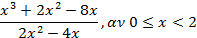 x³ + 2x² − 8x
2x² − 4x
, αν 0 ≤ x < 2